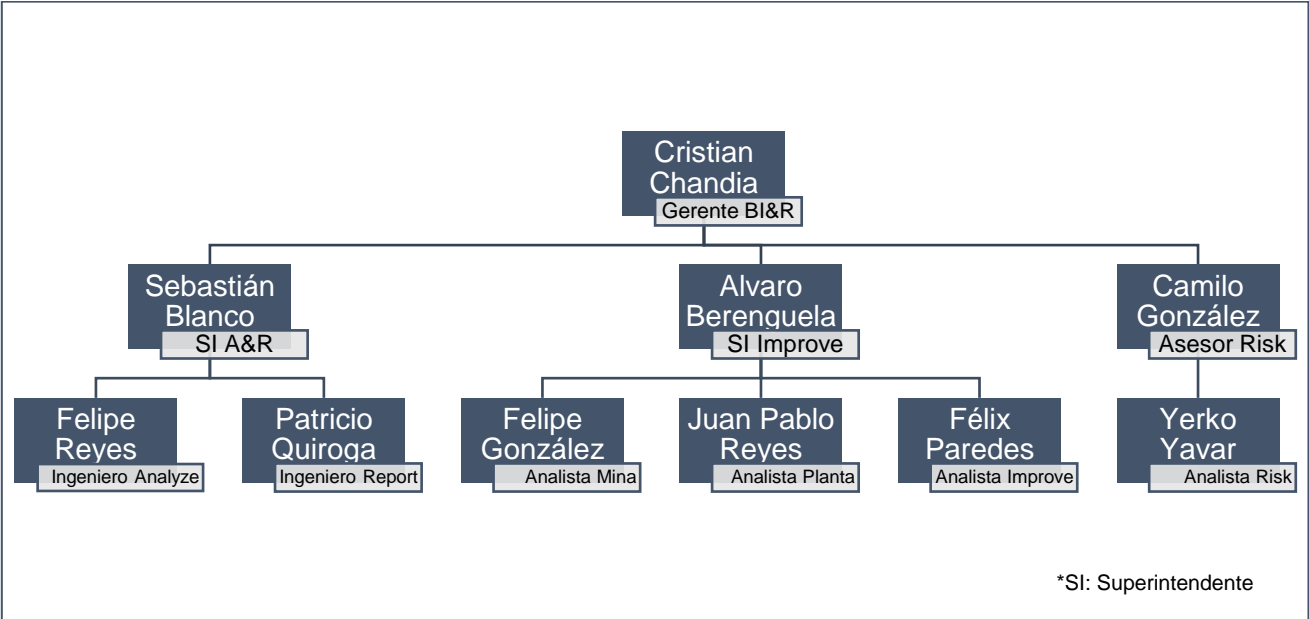 Cristian
Chandia
Gerente BI&R
Sebastián
Blanco
SI A&R
Alvaro
Berenguela
SI Improve
Camilo
González
Asesor Risk
Felipe
Reyes
Ingeniero Analyze
Patricio
Quiroga
Ingeniero Report
Felipe
González
Analista Mina
Juan Pablo
Reyes
Analista Planta
Félix
Paredes
Analista Improve
Yerko
Yavar
Analista Risk
*SI: Superintendente